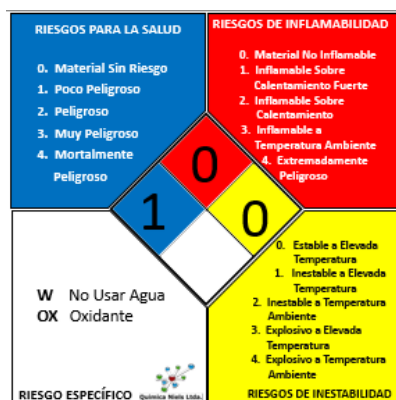 RIESGOS PARA LA SALUD
0. Material Sin Riesgo
1. Poco Peligroso
2. Peligroso
3. Muy Peligroso
4. Mortalmente
Peligroso
RIESGOS DE INFLAMABILIDAD
0. Material No Inflamable
1. Inflamable Sobre
Calentamiento Fuerte
2. Inflamable Sobre
Calentamiento
3. Inflamable a
Temperatura Ambiente
4. Extremadamente
Peligroso
0
1
0
W No Usar Agua
OX Oxidante
RIESGO ESPECÍFICO
Química Niels Ltda.
0. Estable a Elevada
Temperatura
1. Inestable a Elevada
Temperatura
2. Inestable a Temperatura
Ambiente
3. Explosivo a Elevada
Temperatura
4. Explosivo a Temperatura
Ambiente
RIESGOS DE INESTABILIDAD